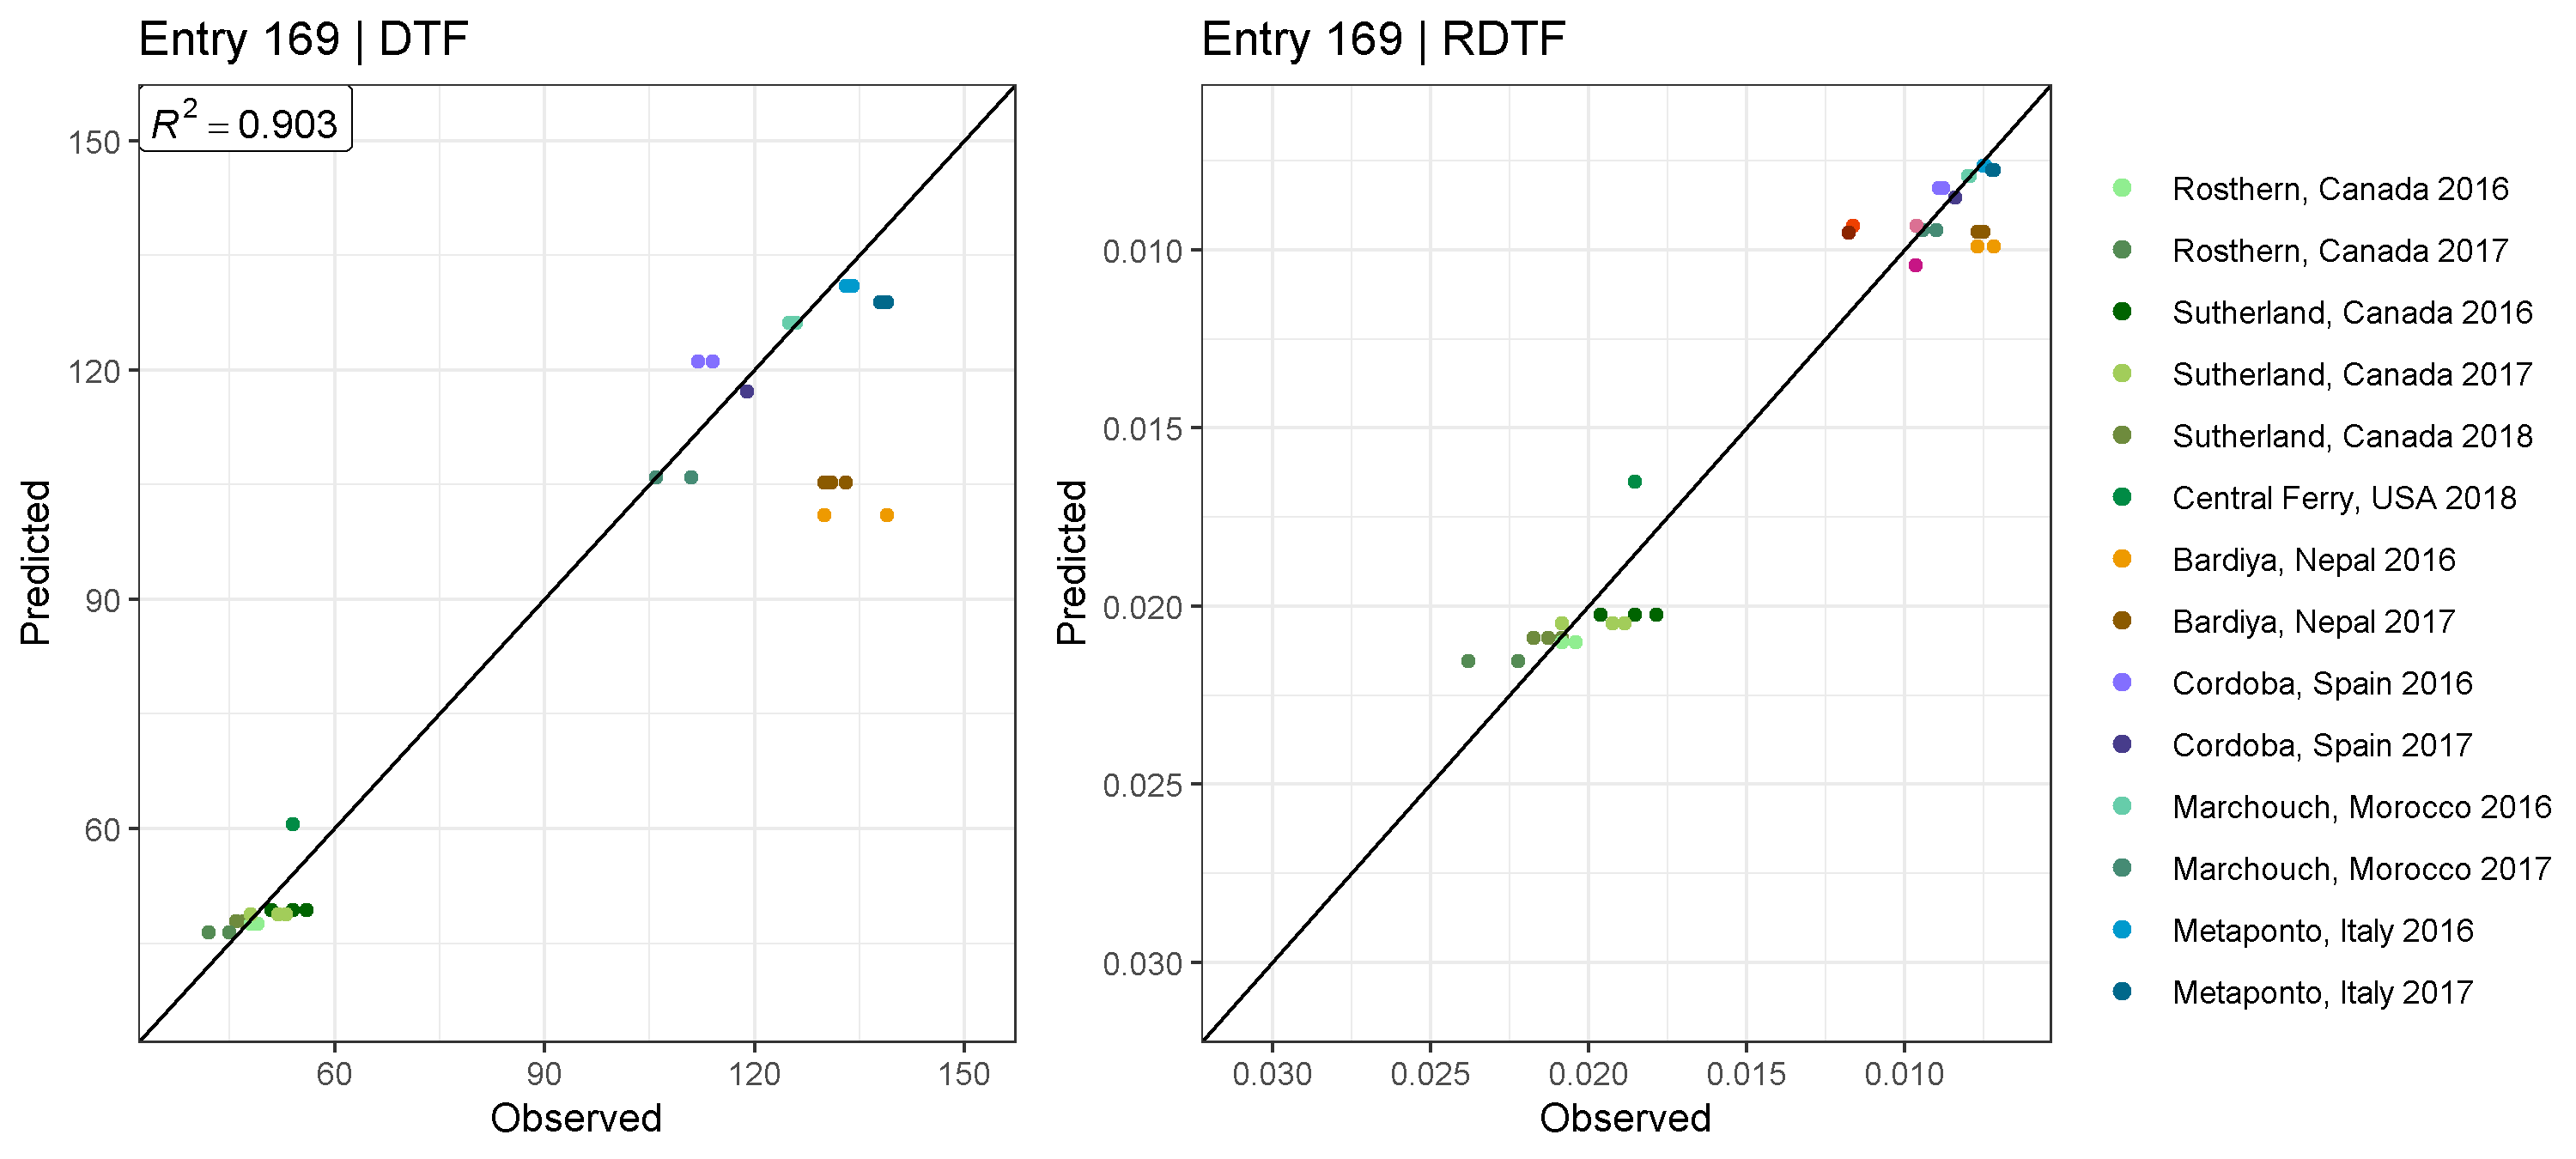 Entry 169 | DTF
R² = 0.903
150
120
90
60
60
90
120
150
Observed
Predicted
Entry 169 | RDTF
0.010
0.015
0.020
0.025
0.030
0.030
0.025
0.020
0.015
0.010
Observed
Predicted
Rosthern, Canada 2016
Rosthern, Canada 2017
Sutherland, Canada 2016
Sutherland, Canada 2017
Sutherland, Canada 2018
Central Ferry, USA 2018
Bardiya, Nepal 2016
Bardiya, Nepal 2017
Cordoba, Spain 2016
Cordoba, Spain 2017
Marchouch, Morocco 2016
Marchouch, Morocco 2017
Metaponto, Italy 2016
Metaponto, Italy 2017